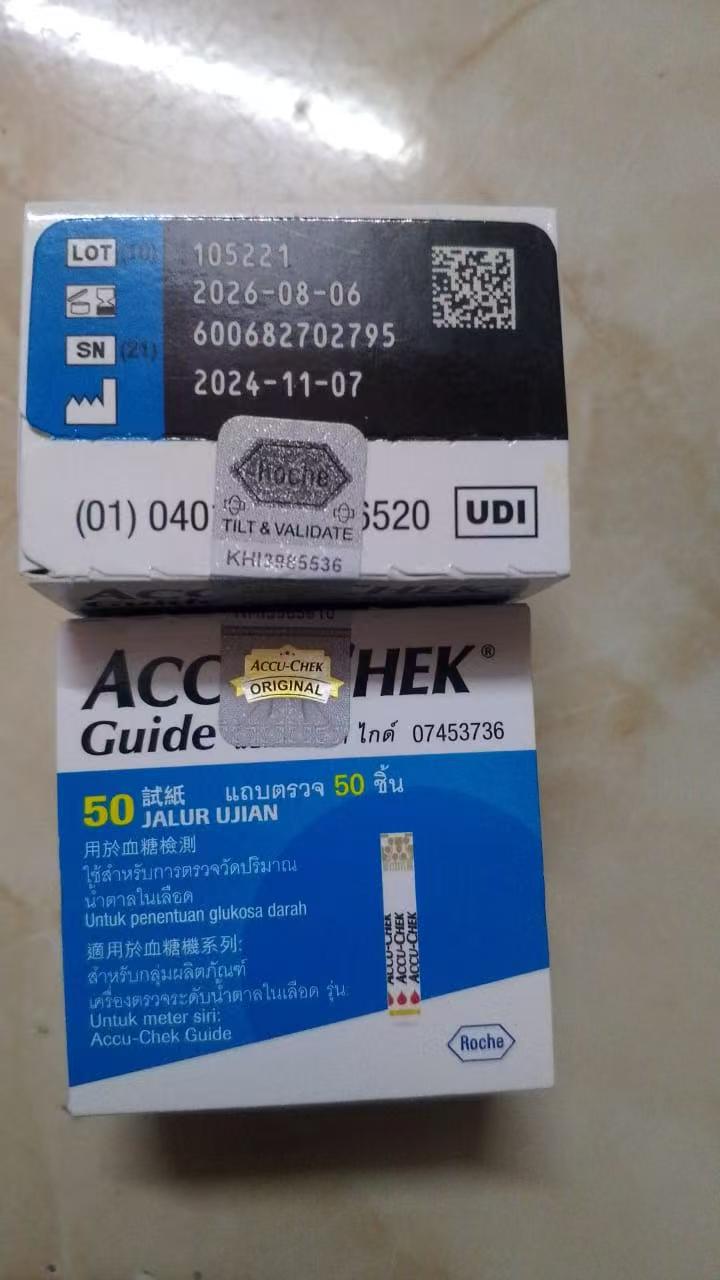 LOT (10) 105221
2026-08-06
SN (21) 600682702795
2024-11-07
Roche
TILT & VALIDATE
KHI3985536
(01) 040 6520 UDI
ACCU-CHEK
ORIGINAL
ACC HEK®
Guide ไกด์ 07453736
50 試紙 แถบตรวจ 50 ชิ้น
JALUR UJIAN
用於血糖檢測
ใช้สำหรับการตรวจวัดปริมาณ
น้ำตาลในเลือด
Untuk penentuan glukosa darah
適用於血糖機系列:
สำหรับกลุ่มผลิตภัณฑ์
เครื่องตรวจระดับน้ำตาลในเลือด รุ่น:
Untuk meter siri:
Accu-Chek Guide
ACCU-CHEK
ACCU-CHEK
ACCU-CHEK
Roche